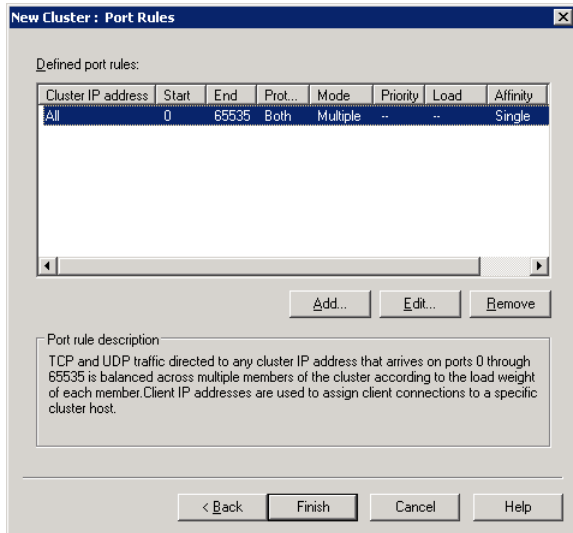 New Cluster : Port Rules
Defined port rules:
Cluster IP address Start End Prot... Mode Priority Load Affinity
All 0 65535 Both Multiple -- -- Single
Add... Edit... Remove
Port rule description
TCP and UDP traffic directed to any cluster IP address that arrives on ports 0 through
65535 is balanced across multiple members of the cluster according to the load weight
of each member.Client IP addresses are used to assign client connections to a specific
cluster host.
< Back Finish Cancel Help